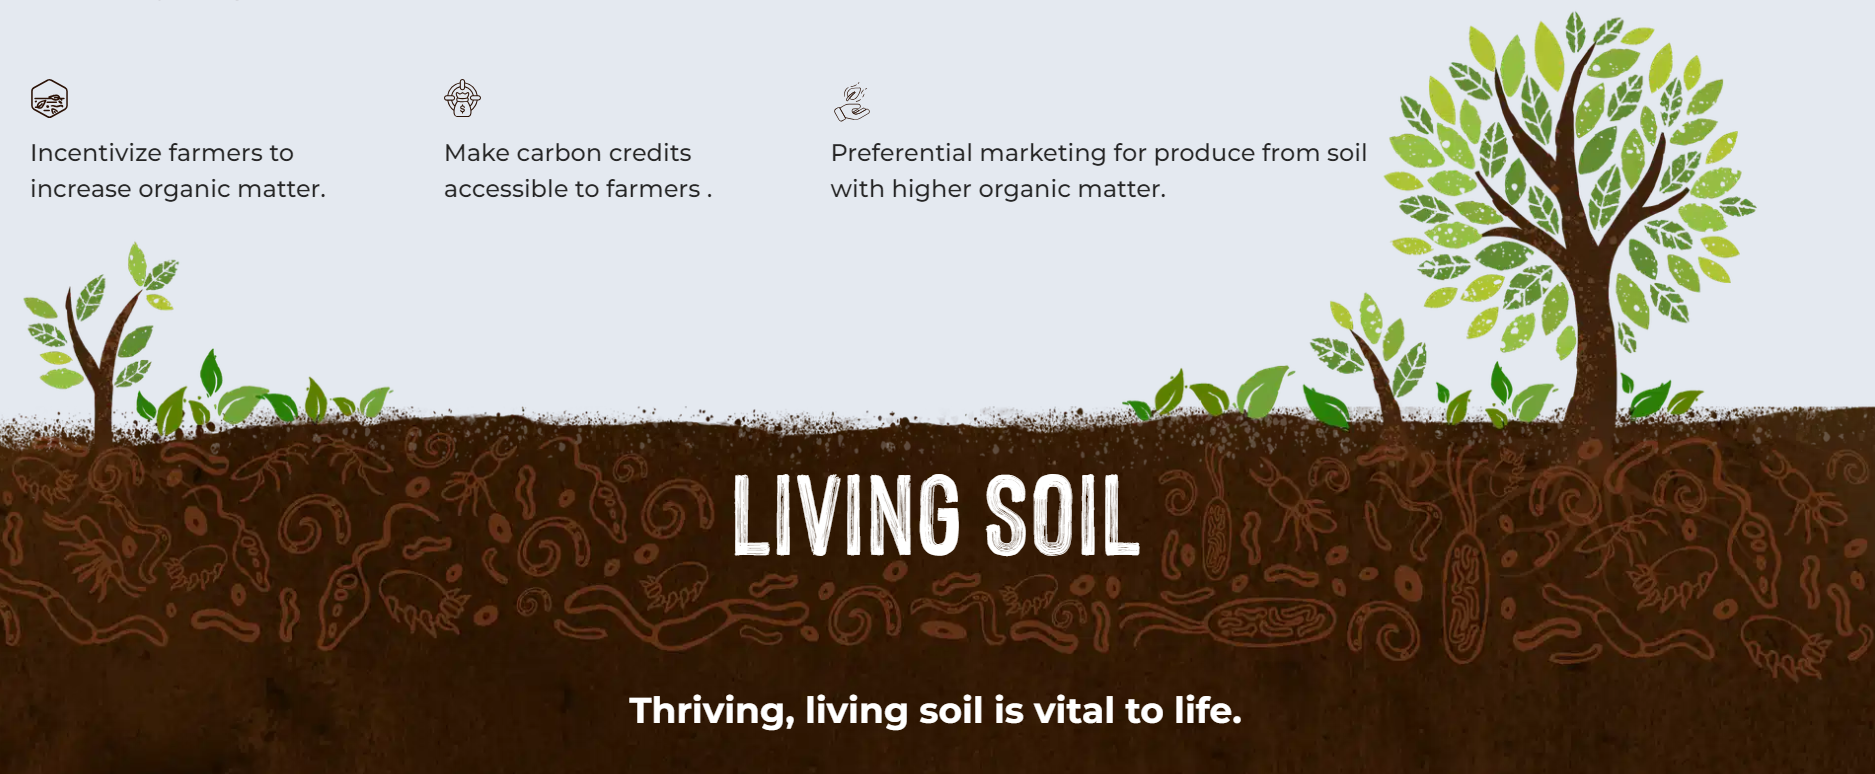 Incentivize farmers to
increase organic matter.
Make carbon credits
accessible to farmers .
Preferential marketing for produce from soil
with higher organic matter.
LIVING SOIL
Thriving, living soil is vital to life.